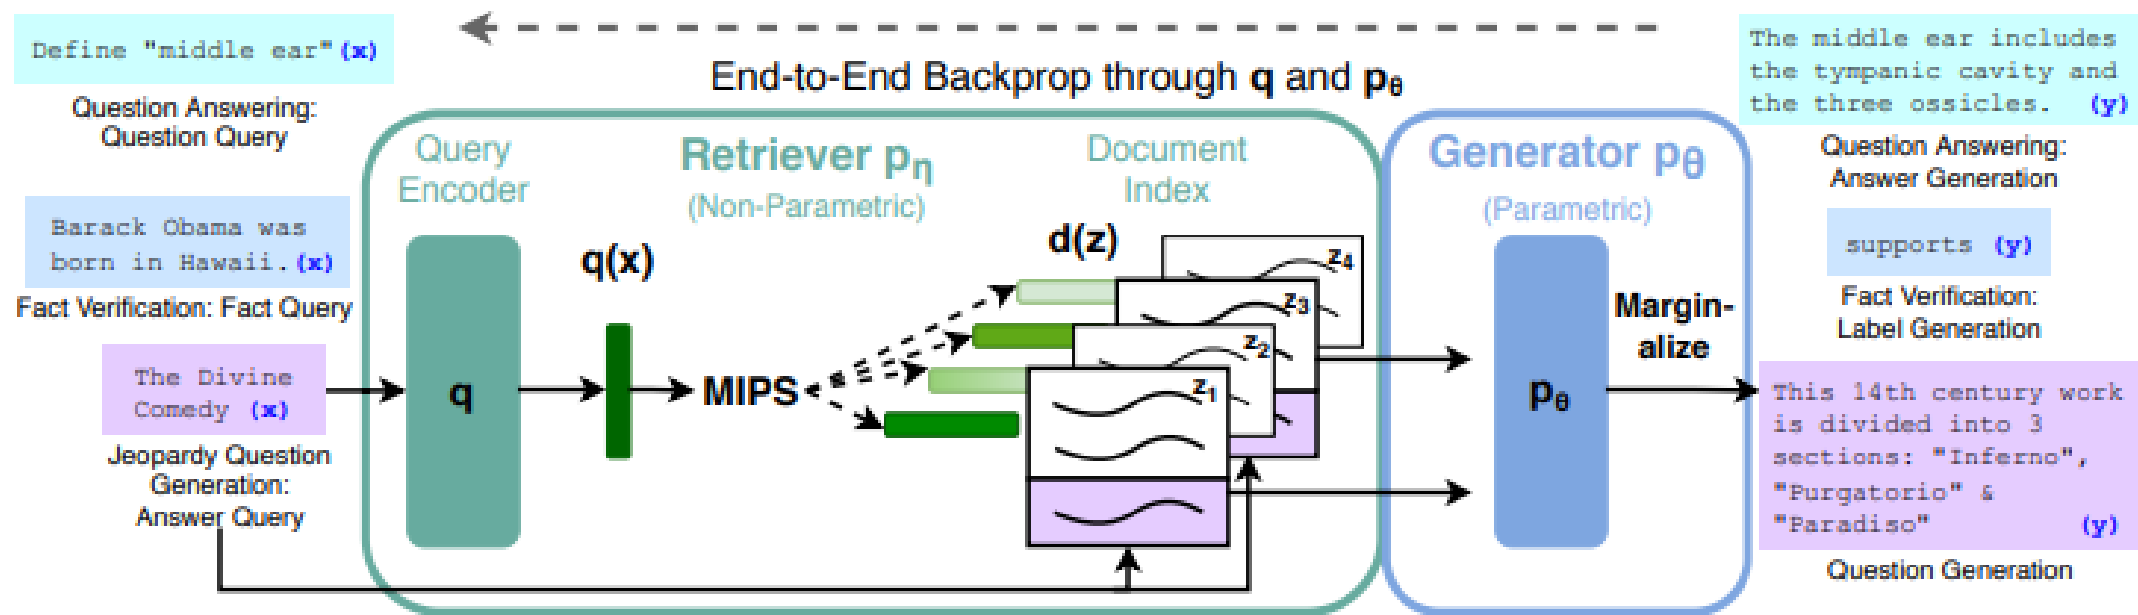 Define "middle ear" (x)
Question Answering:
Question Query
Barack Obama was
born in Hawaii. (x)
Fact Verification: Fact Query
The Divine
Comedy (x)
Jeopardy Question
Generation:
Answer Query
End-to-End Backprop through q and pθ
Query
Encoder
Retriever pη
(Non-Parametric)
Document
Index
q
q(x)
MIPS
d(z)
z4
z3
z2
z1
Generator pθ
(Parametric)
pθ
Margin-
alize
The middle ear includes
the tympanic cavity and
the three ossicles. (y)
Question Answering:
Answer Generation
supports (y)
Fact Verification:
Label Generation
This 14th century work
is divided into 3
sections: "Inferno",
"Purgatorio" &
"Paradiso" (y)
Question Generation